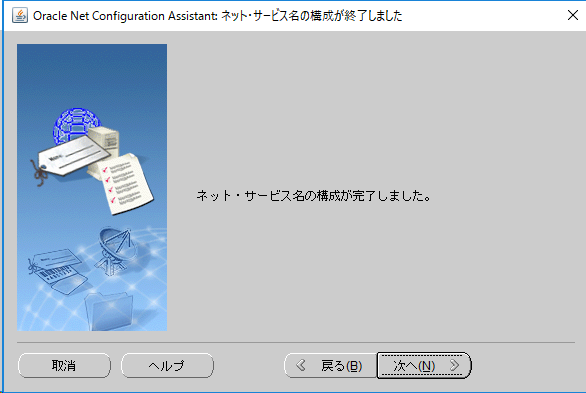 Oracle Net Configuration Assistant: ネット・サービス名の構成が終了しました
ネット・サービス名の構成が完了しました。
取消
ヘルプ
戻る(B)
次へ(N)